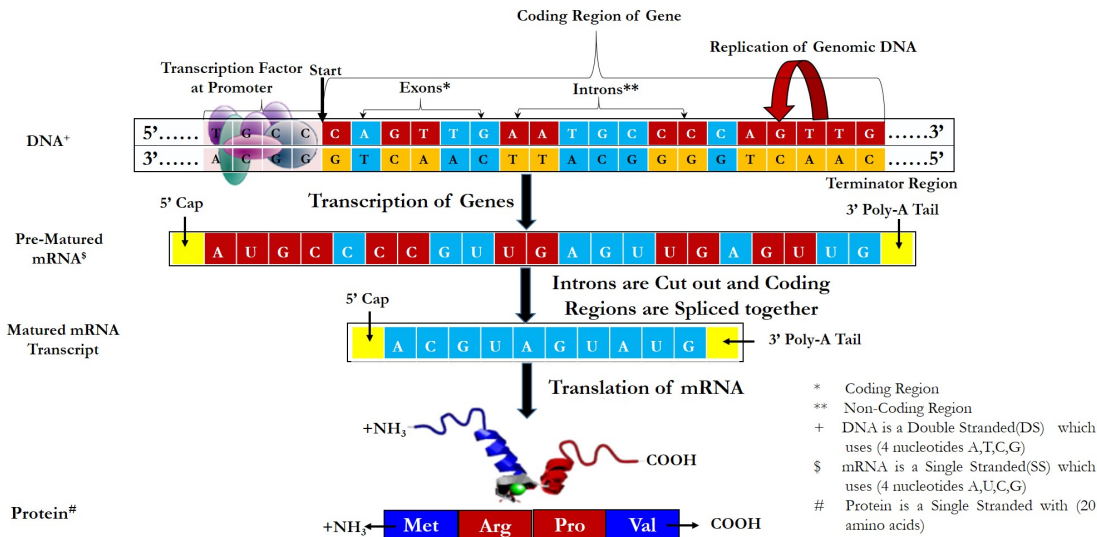 Coding Region of Gene
Replication of Genomic DNA
Transcription Factor
at Promoter
Start
Exons*
Introns**
DNA+
5’...... T G C C C A G T T G A A T G C C C C A G T T G ......3’
3’...... A C G G G T C A A C T T A C G G G G T C A A C ......5’
Terminator Region
Transcription of Genes
5’ Cap
3’ Poly-A Tail
Pre-Matured
mRNA$
A U G C C C C G U U G A G U U G A G U U G
Introns are Cut out and Coding
Regions are Spliced together
5’ Cap
Matured mRNA
Transcript
A C G U A G U A U G
3’ Poly-A Tail
Translation of mRNA
+NH3
COOH
Protein#
+NH3
Met Arg Pro Val
COOH
* Coding Region
** Non-Coding Region
+ DNA is a Double Stranded(DS) which
uses (4 nucleotides A,T,C,G)
$ mRNA is a Single Stranded(SS) which
uses (4 nucleotides A,U,C,G)
# Protein is a Single Stranded with (20
amino acids)